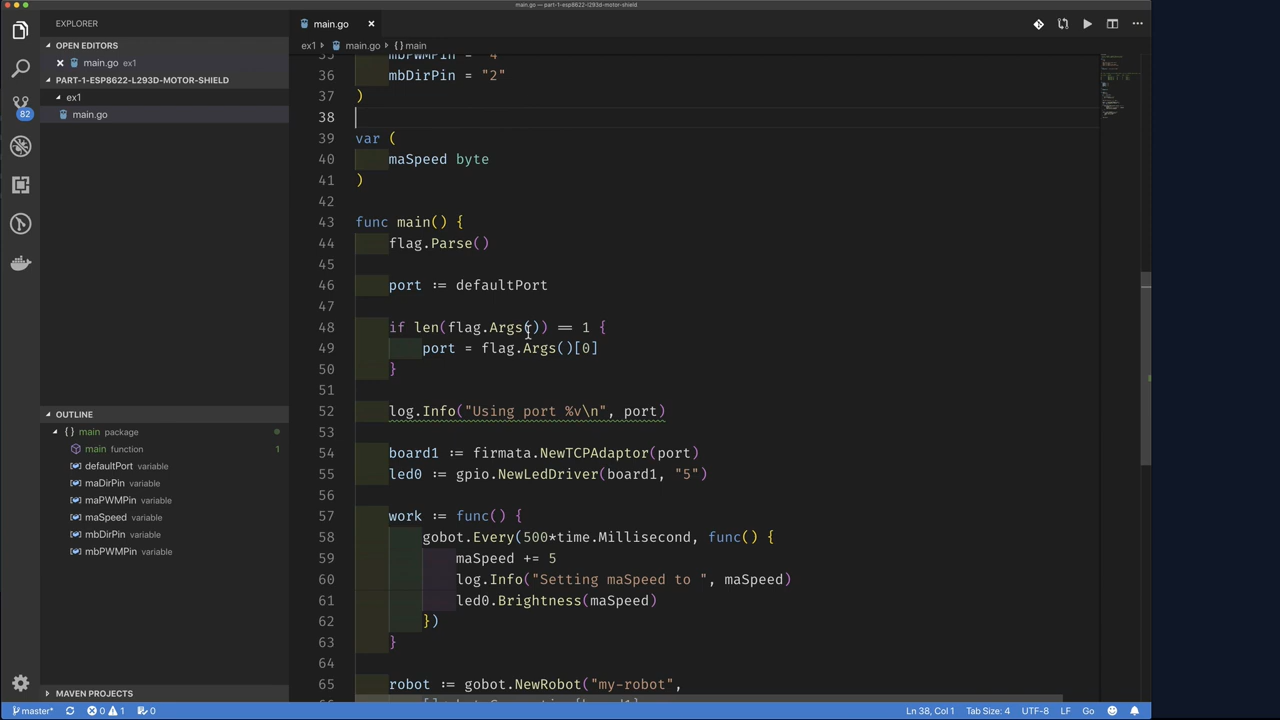 main.go — part-1-esp8622-l293d-motor-shield
EXPLORER
main.go
ex1 main.go {} main
OPEN EDITORS
main.go ex1
PART-1-ESP8622-L293D-MOTOR-SHIELD
ex1
main.go
82
35 mbPWMPin = "4"
36 mbDirPin = "2"
37 )
38
39 var (
40 maSpeed byte
41 )
42
43 func main() {
44 flag.Parse()
45
46 port := defaultPort
47
48 if len(flag.Args()) == 1 {
49 port = flag.Args()[0]
50 }
51
52 log.Info("Using port %v\n", port)
53
54 board1 := firmata.NewTCPAdaptor(port)
55 led0 := gpio.NewLedDriver(board1, "5")
56
57 work := func() {
58 gobot.Every(500*time.Millisecond, func() {
59 maSpeed += 5
60 log.Info("Setting maSpeed to ", maSpeed)
61 led0.Brightness(maSpeed)
62 })
63 }
64
65 robot := gobot.NewRobot("my-robot",
OUTLINE
{} main package
main function 1
defaultPort variable
maDirPin variable
maPWMPin variable
maSpeed variable
mbDirPin variable
mbPWMPin variable
MAVEN PROJECTS
master* 0 1 0
Ln 38, Col 1 Tab Size: 4 UTF-8 LF Go